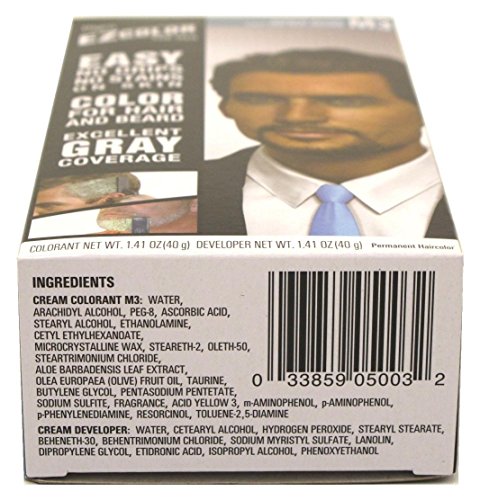 EZCOLOR
M3
EASY
NO DRIPS
NO STAINS
ON SKIN
COLOR
FOR HAIR
AND BEARD
EXCELLENT
GRAY
COVERAGE
COLORANT NET WT. 1.41 OZ(40 g) DEVELOPER NET WT. 1.41 OZ(40 g) Permanent Haircolor
INGREDIENTS
CREAM COLORANT M3: WATER,
ARACHIDYL ALCOHOL, PEG-8, ASCORBIC ACID,
STEARYL ALCOHOL, ETHANOLAMINE,
CETYL ETHYLHEXANOATE,
MICROCRYSTALLINE WAX, STEARETH-2, OLETH-50,
STEARTRIMONIUM CHLORIDE,
ALOE BARBADENSIS LEAF EXTRACT,
OLEA EUROPAEA (OLIVE) FRUIT OIL, TAURINE,
BUTYLENE GLYCOL, PENTASODIUM PENTETATE,
SODIUM SULFITE, FRAGRANCE, ACID YELLOW 3, m-AMINOPHENOL, p-AMINOPHENOL,
p-PHENYLENEDIAMINE, RESORCINOL, TOLUENE-2,5-DIAMINE
CREAM DEVELOPER: WATER, CETEARYL ALCOHOL, HYDROGEN PEROXIDE, STEARYL STEARATE,
BEHENETH-30, BEHENTRIMONIUM CHLORIDE, SODIUM MYRISTYL SULFATE, LANOLIN,
DIPROPYLENE GLYCOL, ETIDRONIC ACID, ISOPROPYL ALCOHOL, PHENOXYETHANOL
0 33859 05003 2